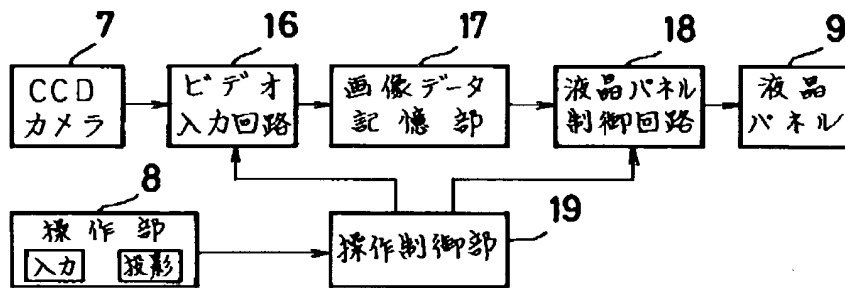 7
16
17
18
9
CCD
カメラ
ビデオ
入力回路
画像データ
記憶部
液晶パネル
制御回路
液晶
パネル
8
操作部
入力
投影
操作制御部
19